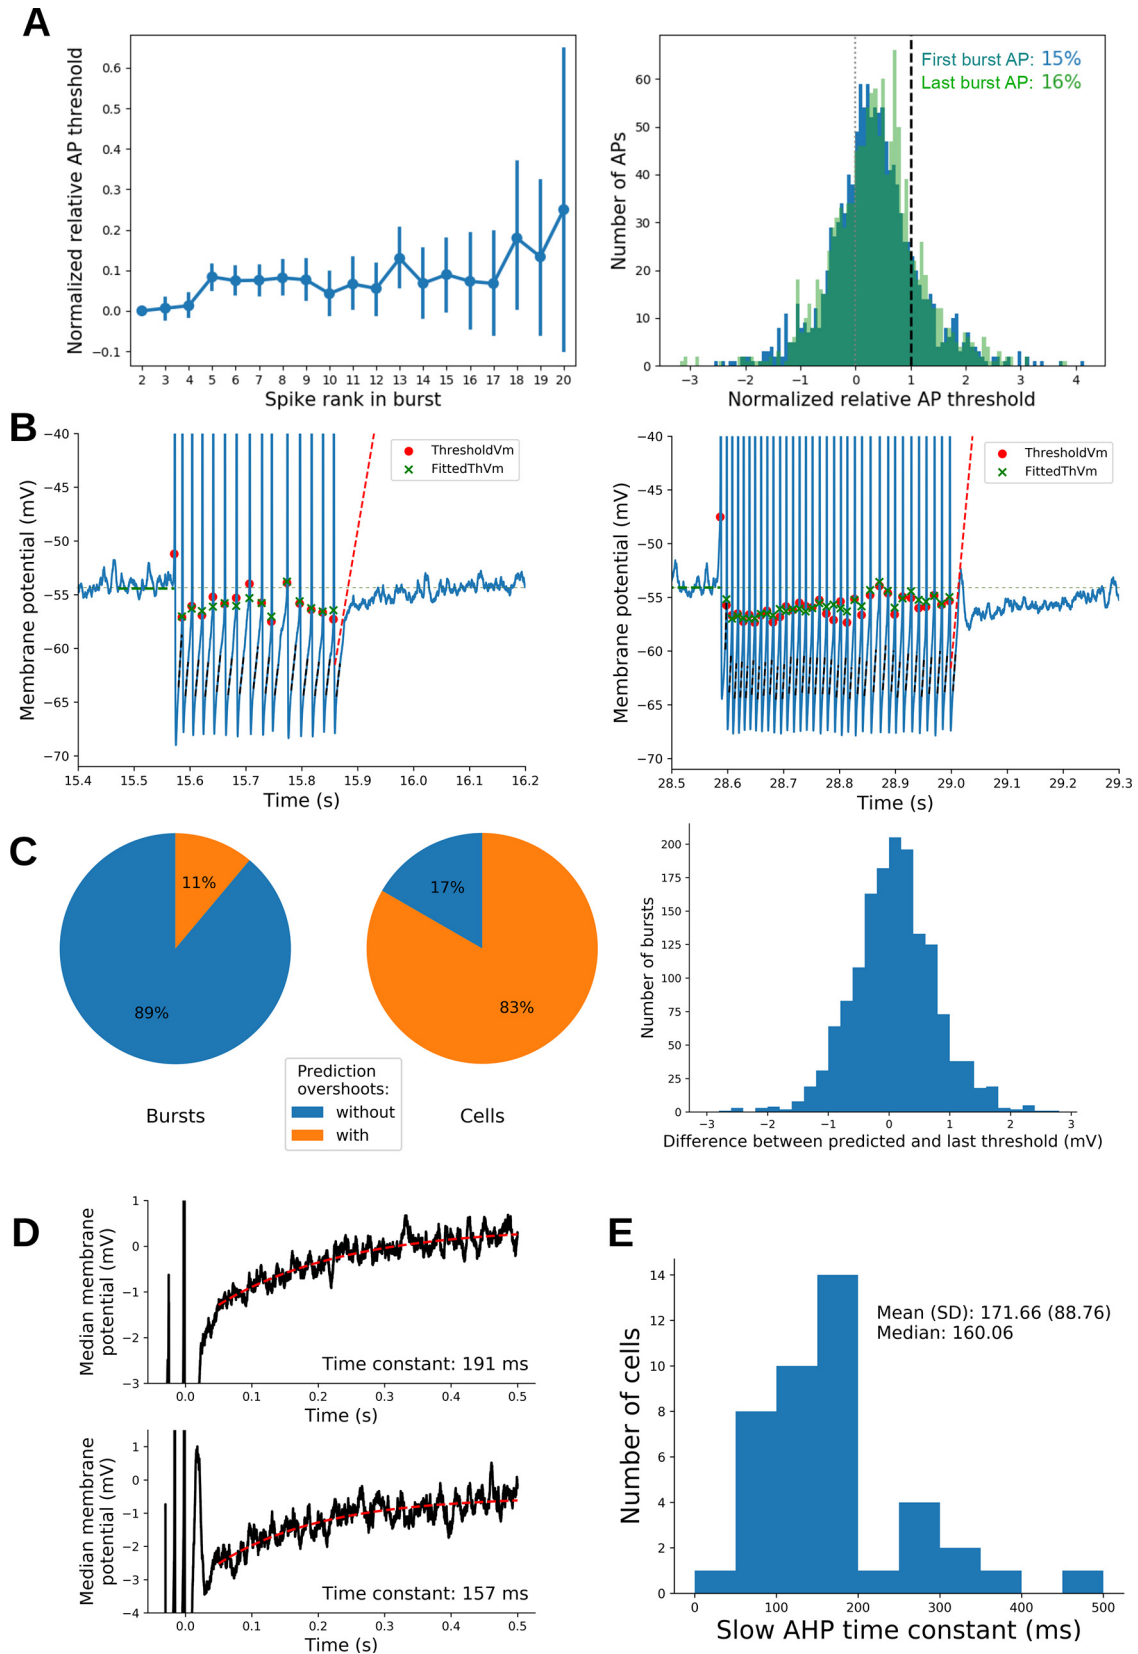 A
Normalized relative AP threshold
0.6
0.5
0.4
0.3
0.2
0.1
0.0
−0.1
2 3 4 5 6 7 8 9 10 11 12 13 14 15 16 17 18 19 20
Spike rank in burst
Number of APs
60
50
40
30
20
10
0
First burst AP: 15%
Last burst AP: 16%
−3 −2 −1 0 1 2 3 4
Normalized relative AP threshold
B
Membrane potential (mV)
−40
−45
−50
−55
−60
−65
−70
ThresholdVm
FittedThVm
15.4 15.6 15.7 15.8 15.9 16.0 16.1 16.2
Time (s)
Membrane potential (mV)
−40
−45
−50
−55
−60
−65
−70
ThresholdVm
FittedThVm
28.5 28.6 28.7 28.8 28.9 29.0 29.1 29.2 29.3
Time (s)
C
11%
89%
Bursts
17%
83%
Cells
Prediction
overshoots:
without
with
Number of bursts
200
175
150
125
100
75
50
25
0
−3 −2 −1 0 1 2 3
Difference between predicted and last threshold (mV)
D
Median membrane
potential (mV)
1
0
−1
−2
−3
Time constant: 191 ms
0.0 0.1 0.2 0.3 0.4 0.5
Time (s)
Median membrane
potential (mV)
1
0
−1
−2
−3
−4
Time constant: 157 ms
0.0 0.1 0.2 0.3 0.4 0.5
Time (s)
E
Number of cells
14
12
10
8
6
4
2
0
Mean (SD): 171.66 (88.76)
Median: 160.06
0 100 200 300 400 500
Slow AHP time constant (ms)